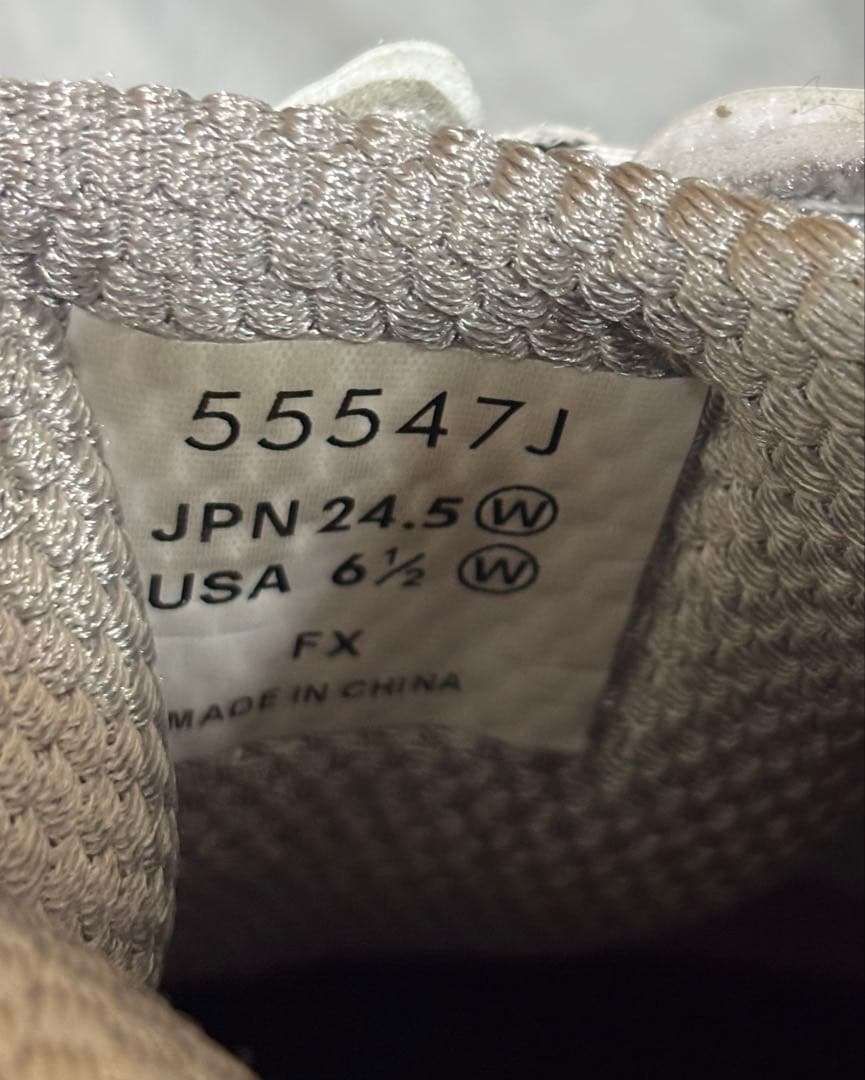 55547J
JPN 24.5 Ⓦ
USA 6½ Ⓦ
FX
MADE IN CHINA